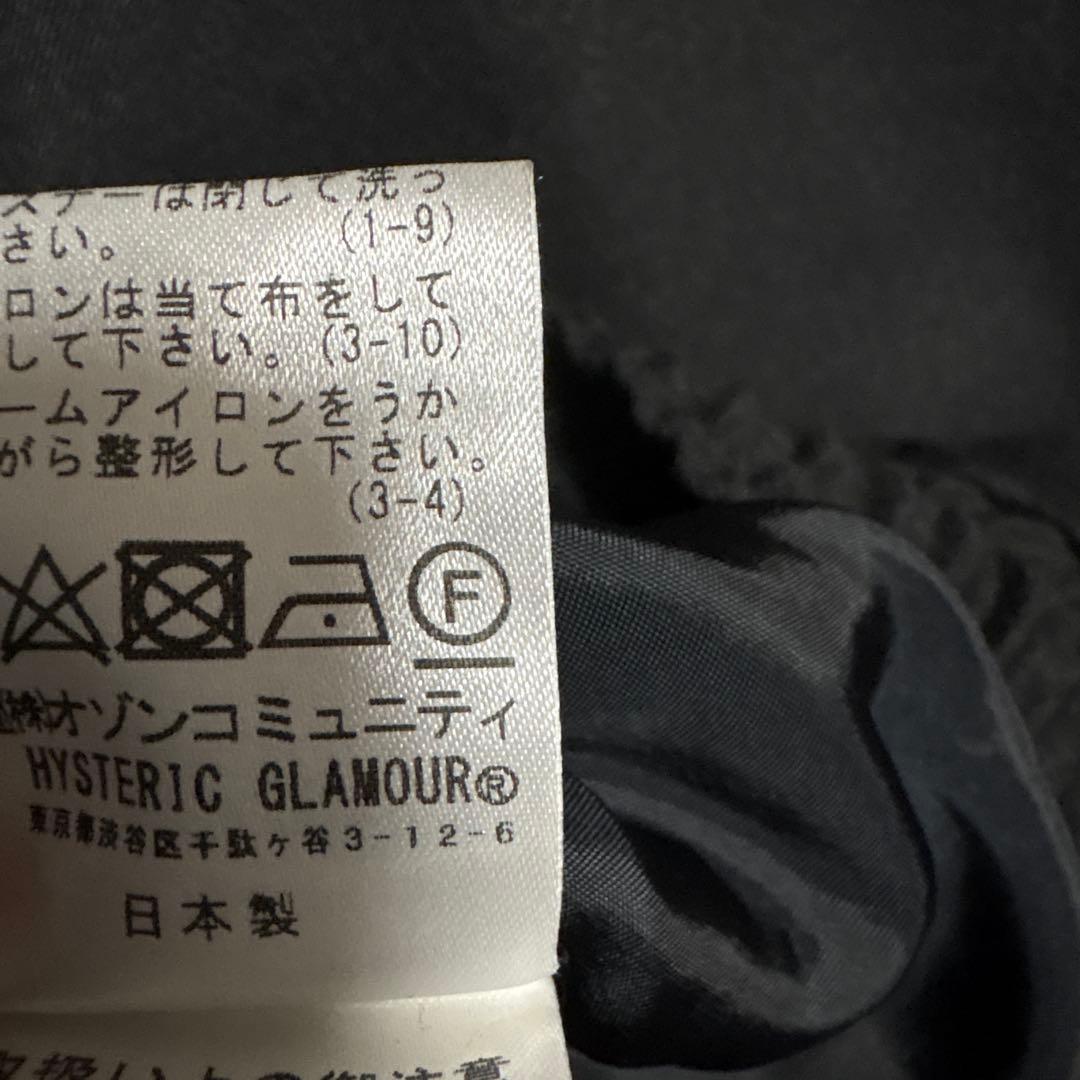 スナーは閉じて洗っ
さい。 (1-9)
ロンは当て布をして
して下さい。(3-10)
ームアイロンをうか
がら整形して下さい。
(3-4)
F
㈱オゾンコミュニティ
HYSTERIC GLAMOUR®
東京都渋谷区千駄ヶ谷3-12-6
日本製